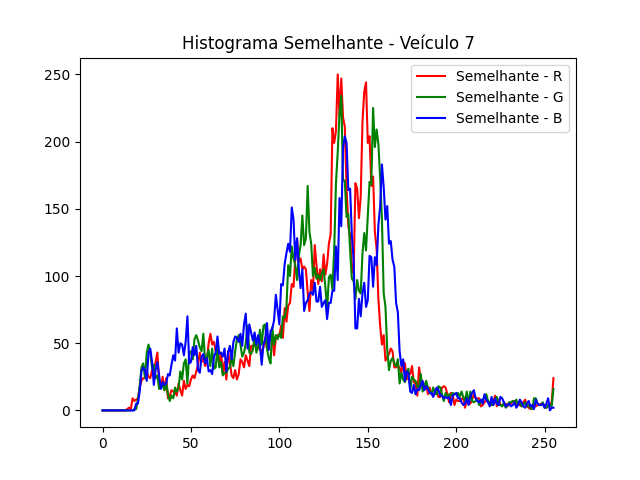 Histograma Semelhante - Veículo 7
Semelhante - R
Semelhante - G
Semelhante - B
250
200
150
100
50
0
0 50 100 150 200 250